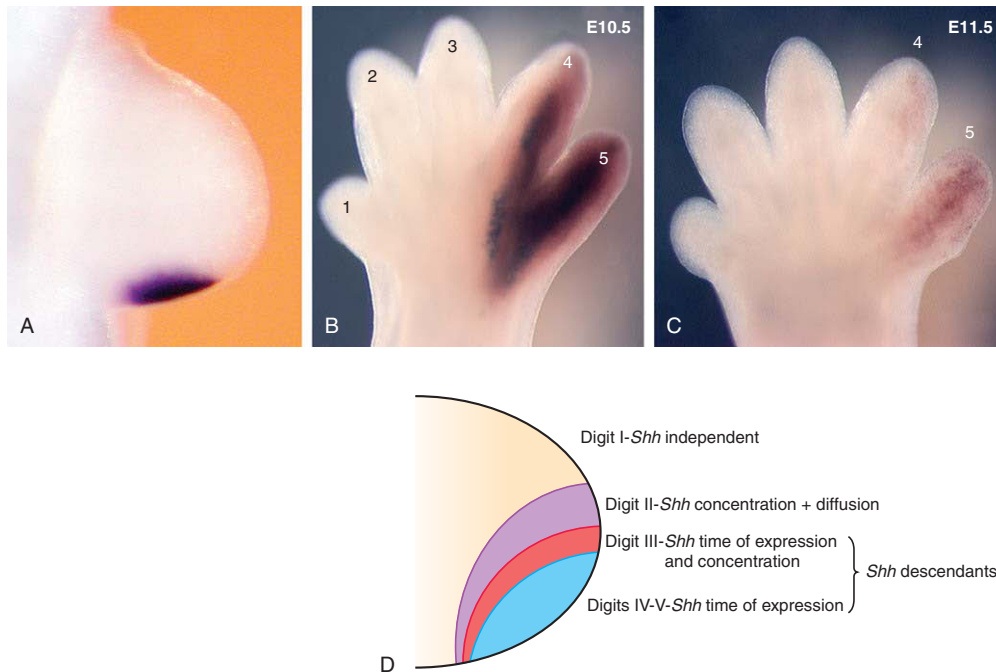 A
B
E10.5
1
2
3
4
5
C
E11.5
4
5
D
Digit I-Shh independent
Digit II-Shh concentration + diffusion
Digit III-Shh time of expression
and concentration
Digits IV-V-Shh time of expression
Shh descendants